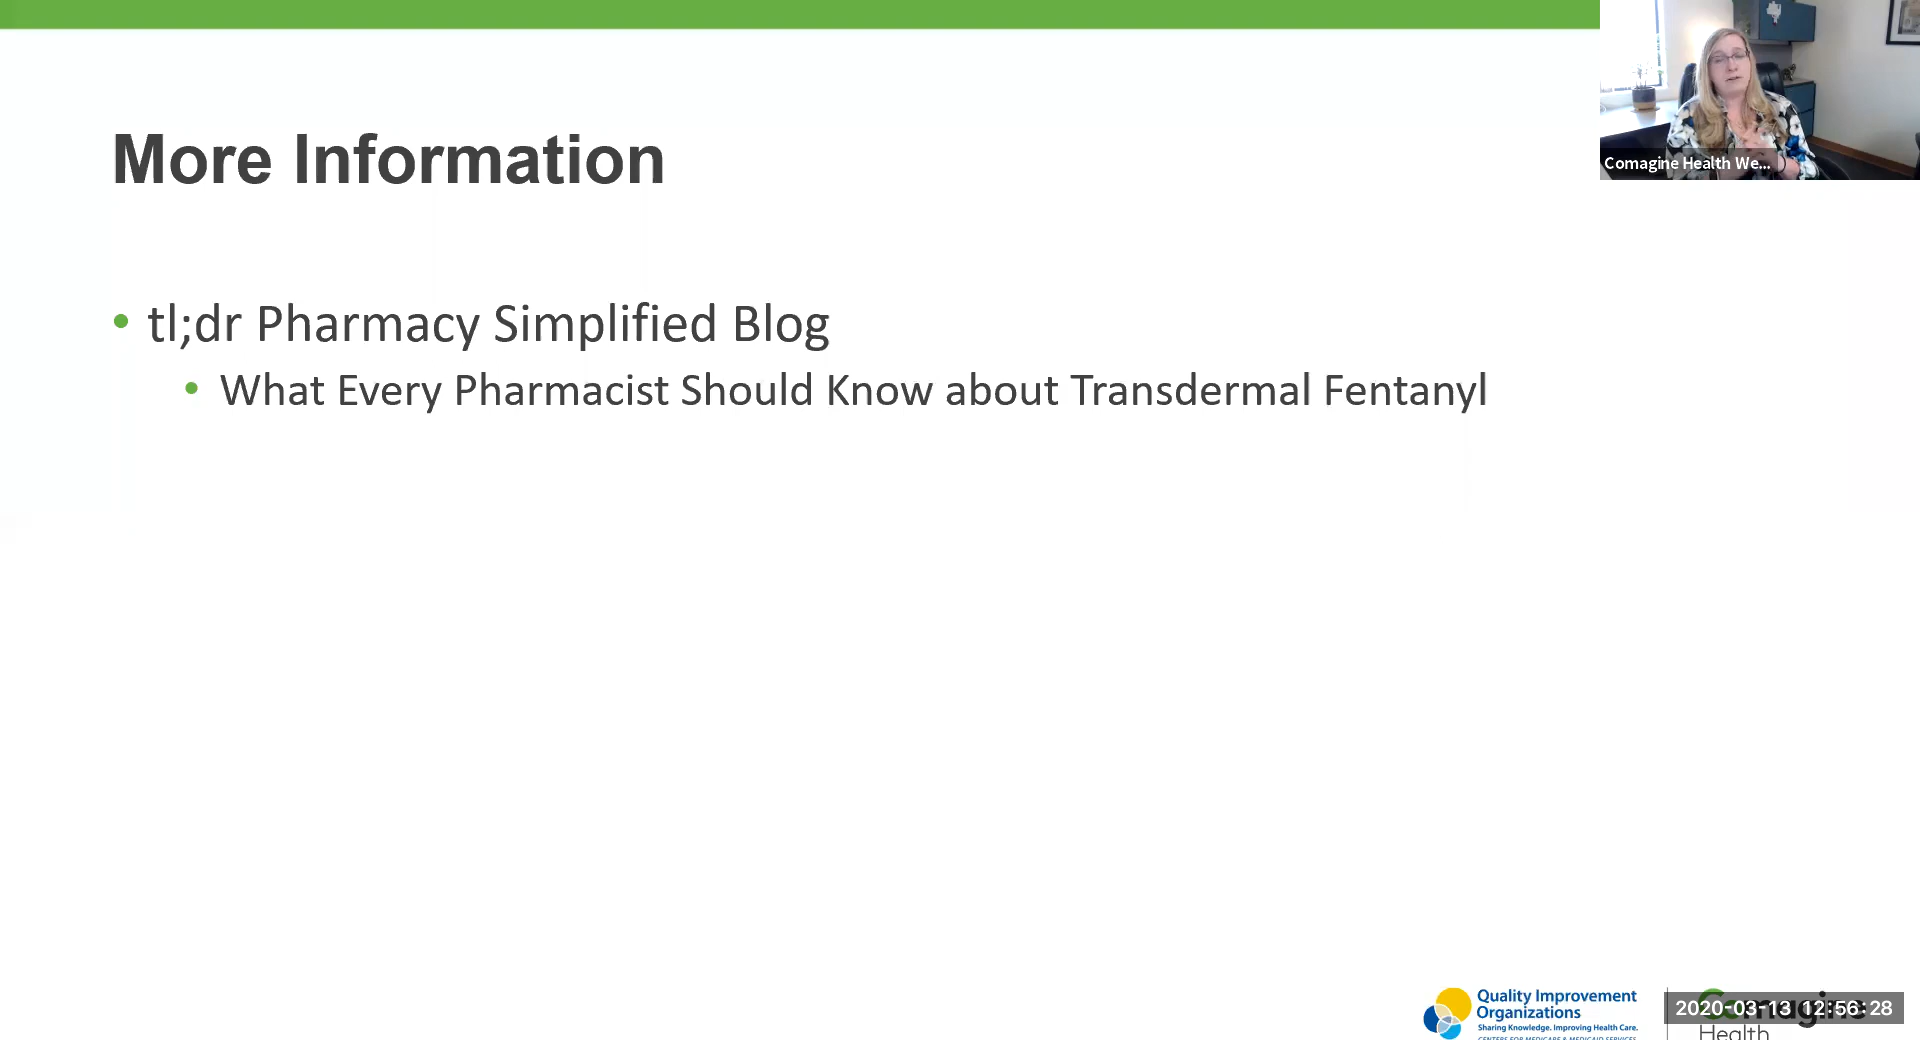 Comagine Health We...
More Information
• tl;dr Pharmacy Simplified Blog
• What Every Pharmacist Should Know about Transdermal Fentanyl
Quality Improvement
Organizations
Sharing Knowledge. Improving Health Care.
CENTERS FOR MEDICARE & MEDICAID SERVICES
2020-03-13 12:56:28
Comagine
Health